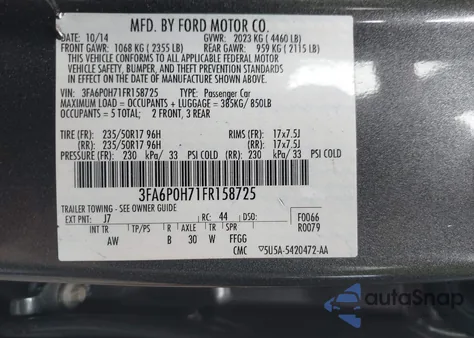 MFD. BY FORD MOTOR CO.
10/14 GVWR: 2023 KG ( 4460 LB)
FRONT GAWR: 1068 KG ( 2355 LB) REAR GAWR: 959 KG ( 2115 LB)
THIS VEHICLE CONFORMS TO ALL APPLICABLE FEDERAL MOTOR
VEHICLE SAFETY, BUMPER, AND THEFT PREVENTION STANDARDS IN
EFFECT ON THE DATE OF MANUFACTURE SHOWN ABOVE.
VIN: 3FA6P0H71FR158725 TYPE: Passenger Car
MAXIMUM LOAD = OCCUPANTS + LUGGAGE = 385KG/ 850LB
OCCUPANTS = 5 TOTAL; 2 FRONT, 3 REAR
TIRE (FR): 235/50R17 96H RIMS (FR): 17x7.5J
(RR): 235/50R17 96H (RR): 17x7.5J
PRESSURE (FR): 230 kPa/ 33 PSI COLD (RR): 230 kPa/ 33 PSI COLD
3FA6P0H71FR158725
TRAILER TOWING - SEE OWNER GUIDE
EXT PNT: J7 RC: 44 DSO: F0066
R0079
INT TR TP/PS R AXLE TR SPR
AW B 30 W FFGG
CMC ▽5U5A-5420472-AA
autoSnap